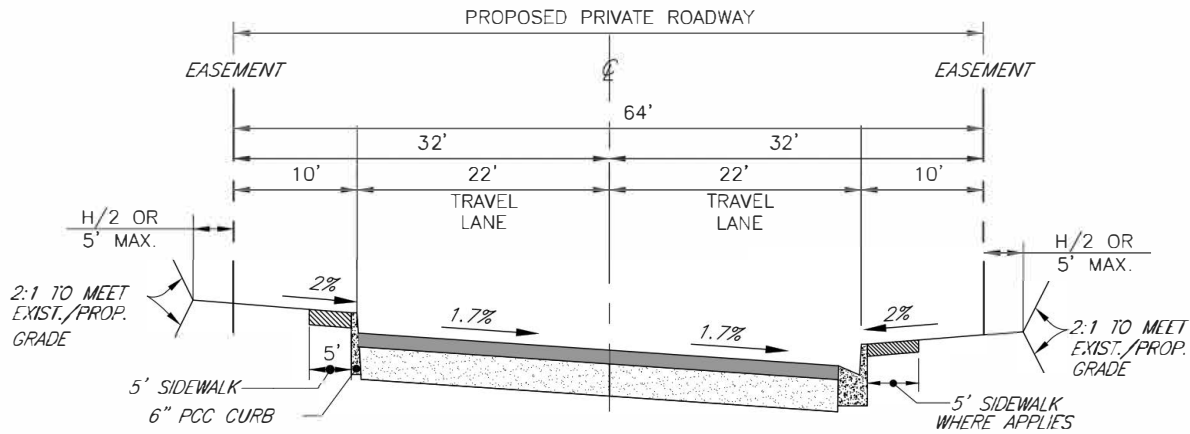 PROPOSED PRIVATE ROADWAY
EASEMENT
℄
EASEMENT
64'
32'
32'
10'
22'
22'
10'
TRAVEL
LANE
TRAVEL
LANE
H/2 OR
5' MAX.
H/2 OR
5' MAX.
2:1 TO MEET
EXIST./PROP.
GRADE
2%
1.7%
1.7%
2%
2:1 TO MEET
EXIST./PROP.
GRADE
5'
5' SIDEWALK
6" PCC CURB
5' SIDEWALK
WHERE APPLIES